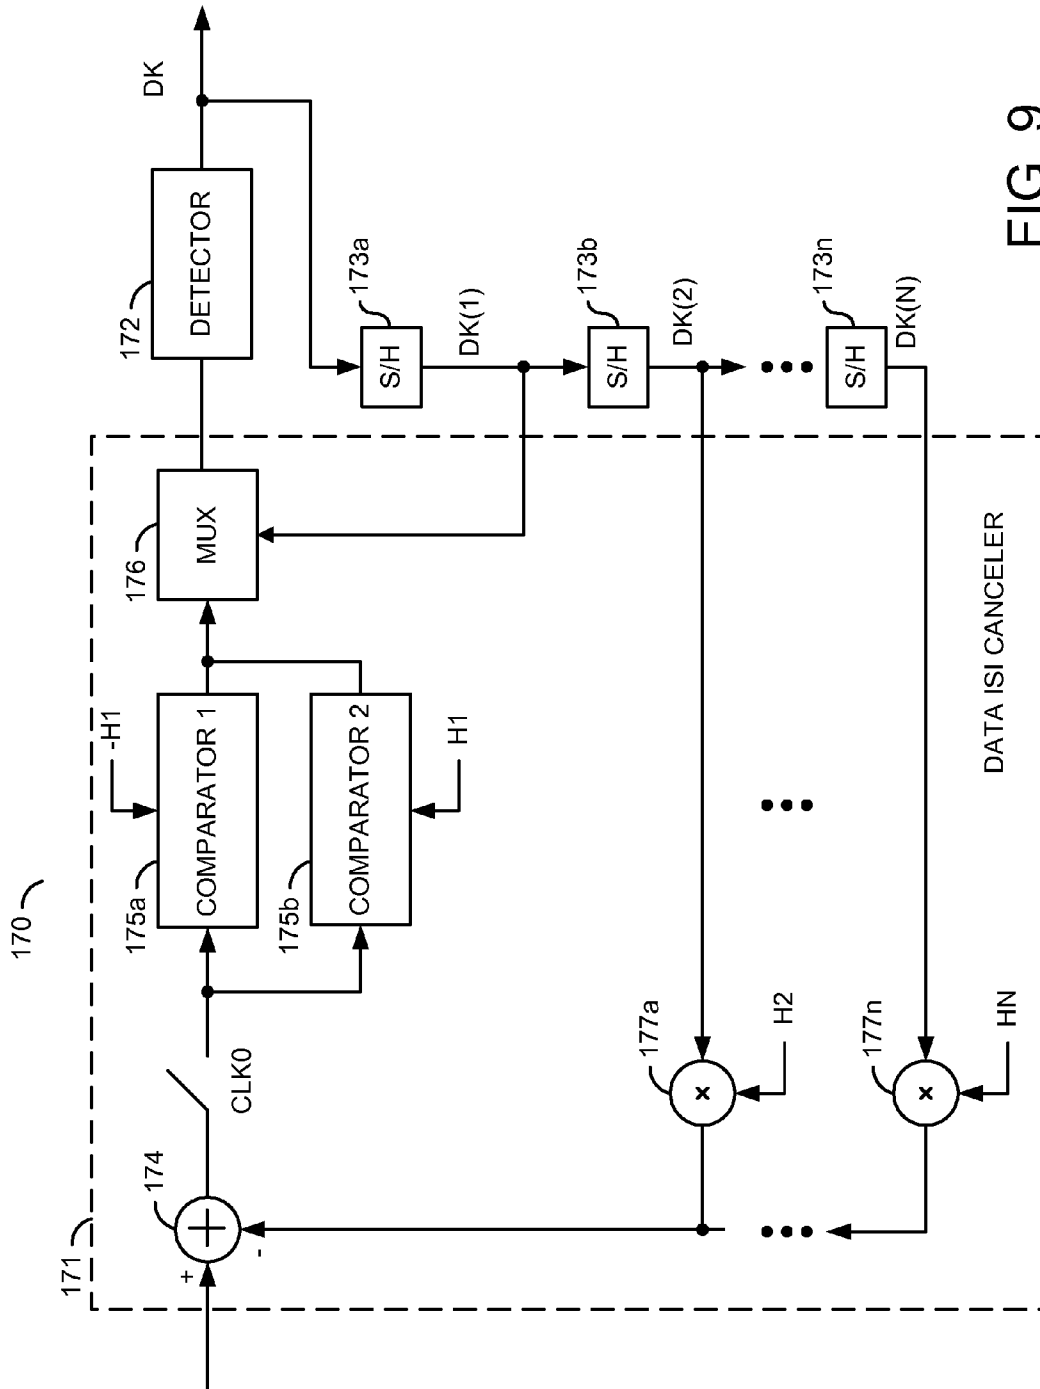 170
171
174
+
-
CLK0
175a
COMPARATOR 1
-H1
175b
COMPARATOR 2
H1
176
MUX
172
DETECTOR
DK
S/H
173a
DK(1)
S/H
173b
DK(2)
S/H
173n
DK(N)
177a
x
H2
177n
x
HN
DATA ISI CANCELER
FIG. 9